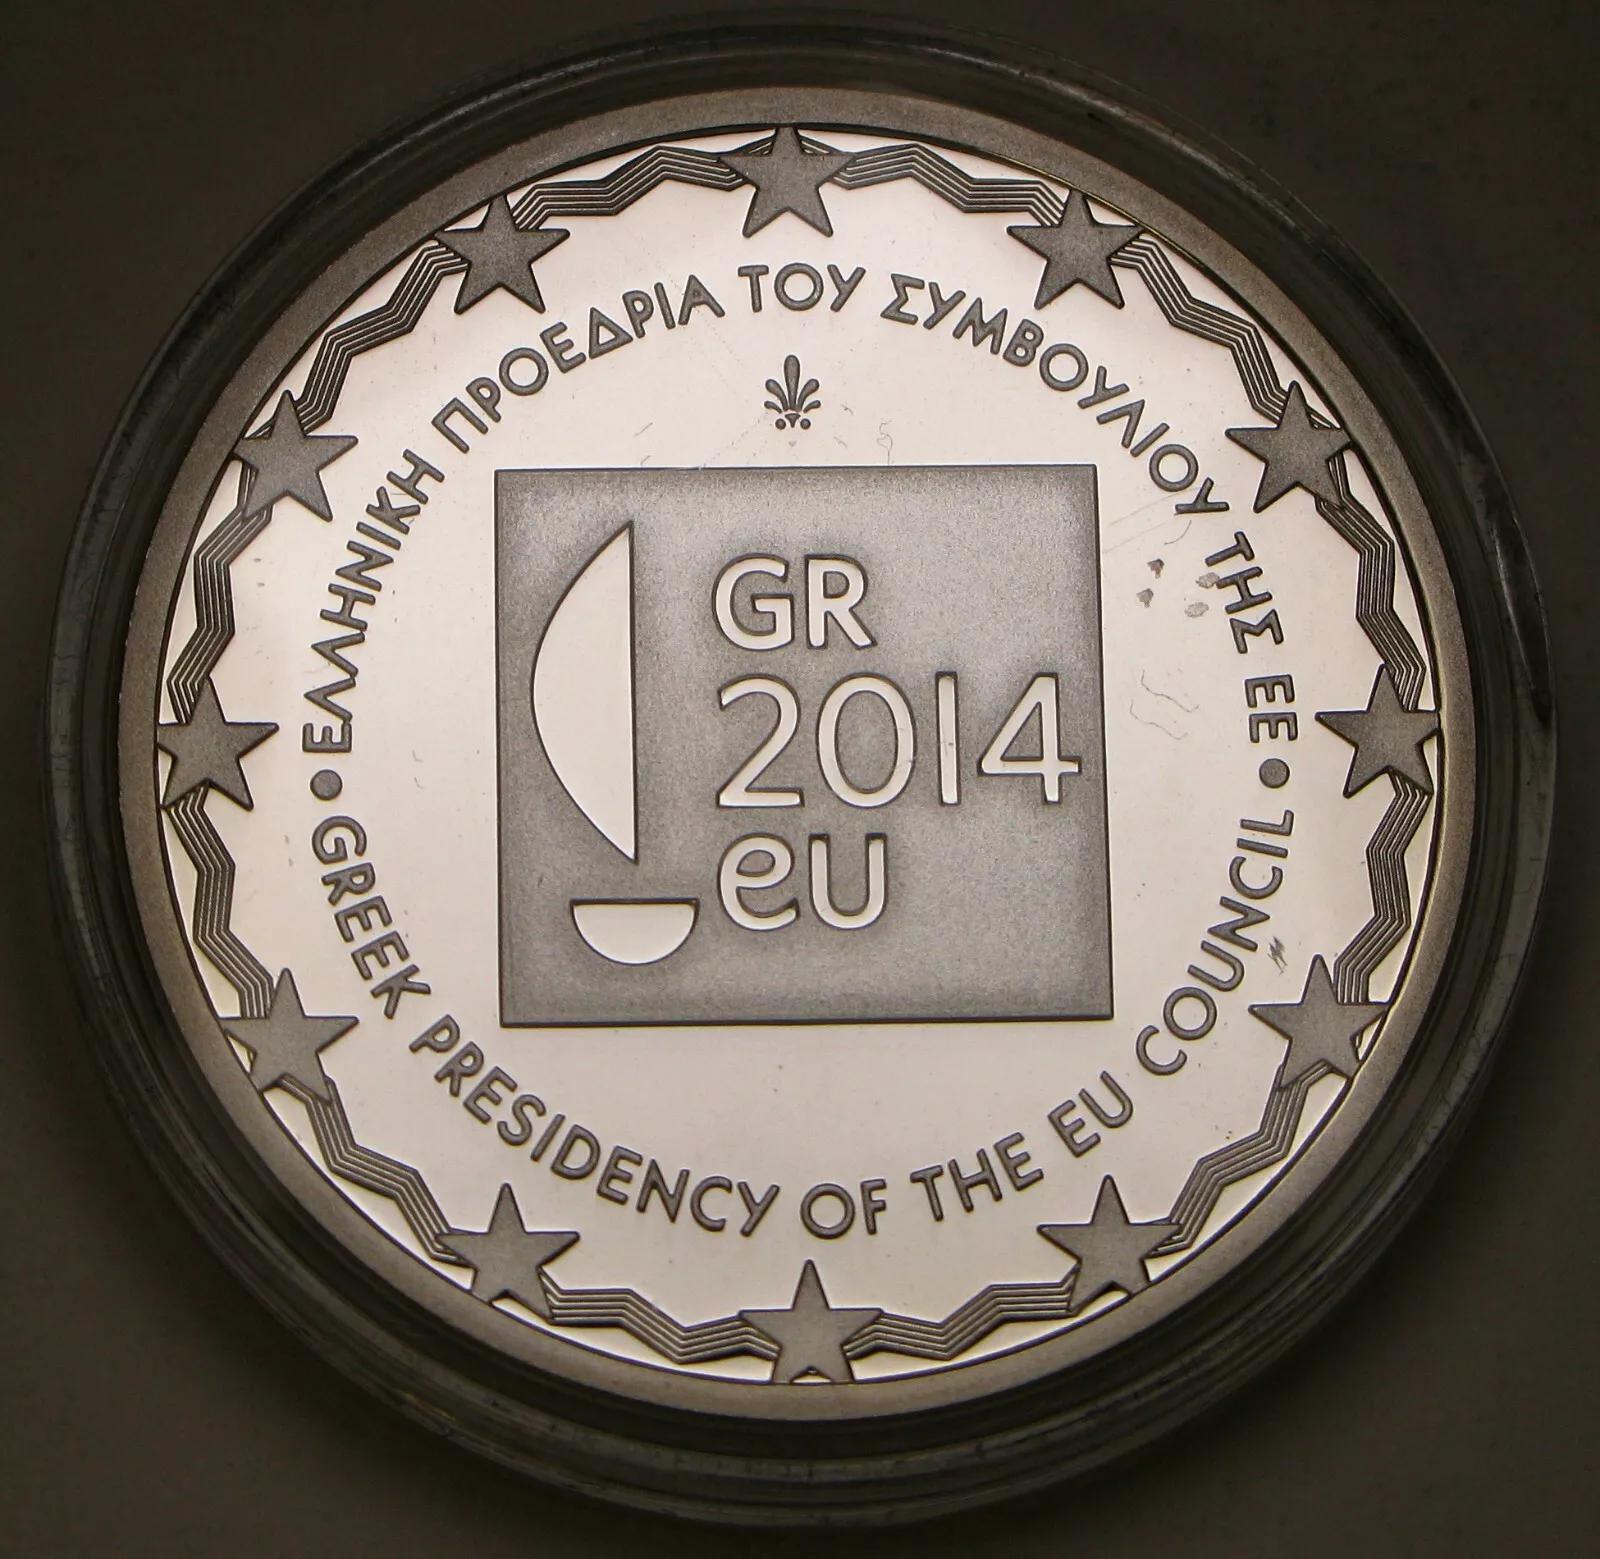 ΕΛΛΗΝΙΚΗ ΠΡΟΕΔΡΙΑ ΤΟΥ ΣΥΜΒΟΥΛΙΟΥ ΤΗΣ ΕΕ
GR
2014
eu
• GREEK PRESIDENCY OF THE EU COUNCIL •